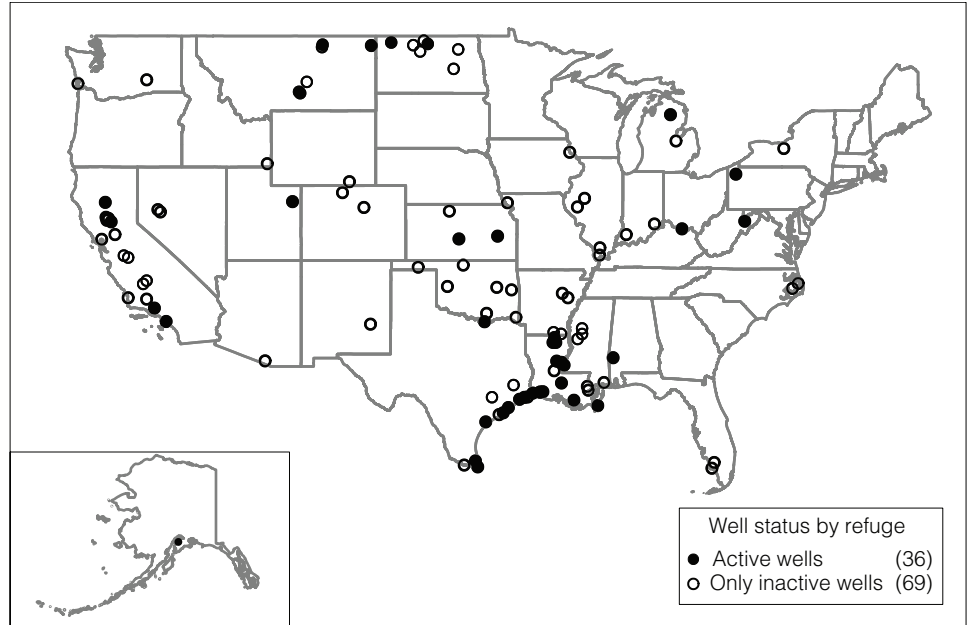 Well status by refuge
Active wells (36)
Only inactive wells (69)